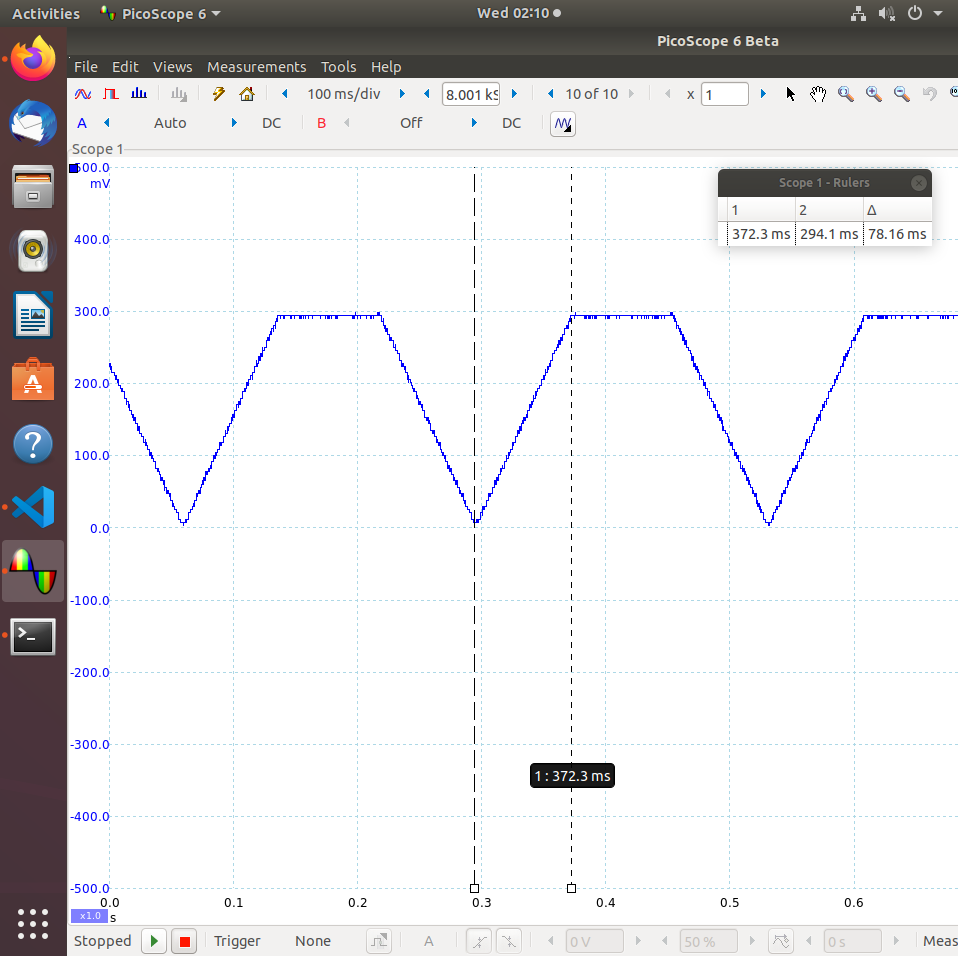 Activities PicoScope 6 Wed 02:10
PicoScope 6 Beta
File Edit Views Measurements Tools Help
100 ms/div 8.001 kS 10 of 10 x 1
A Auto DC B Off DC
Scope 1
500.0
mV
400.0
300.0
200.0
100.0
0.0
-100.0
-200.0
-300.0
-400.0
-500.0
Scope 1 - Rulers
1 2 Δ
372.3 ms 294.1 ms 78.16 ms
1 : 372.3 ms
0.0 0.1 0.2 0.3 0.4 0.5 0.6
x1.0 s
Stopped Trigger None A 0 V 50 % 0 s Meas